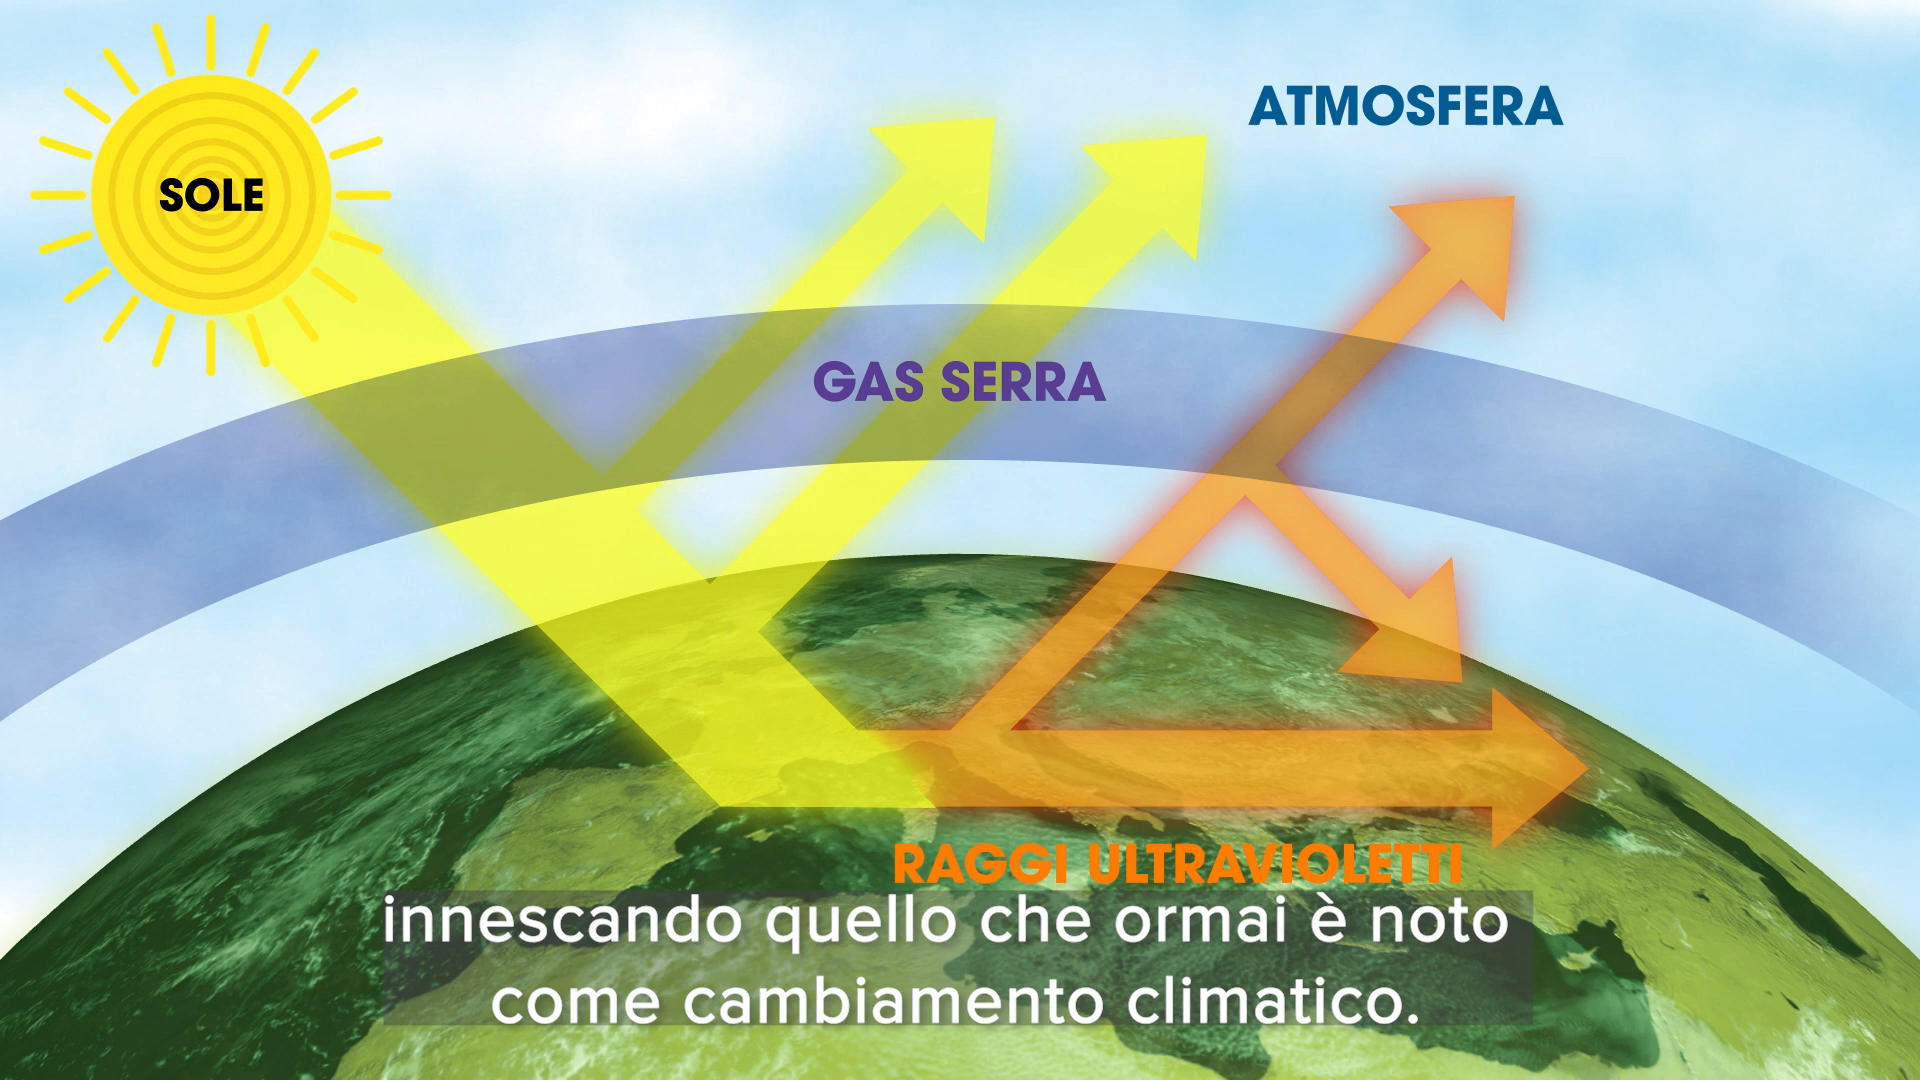 SOLE
ATMOSFERA
GAS SERRA
RAGGI ULTRAVIOLETTI
innescando quello che ormai è noto
come cambiamento climatico.